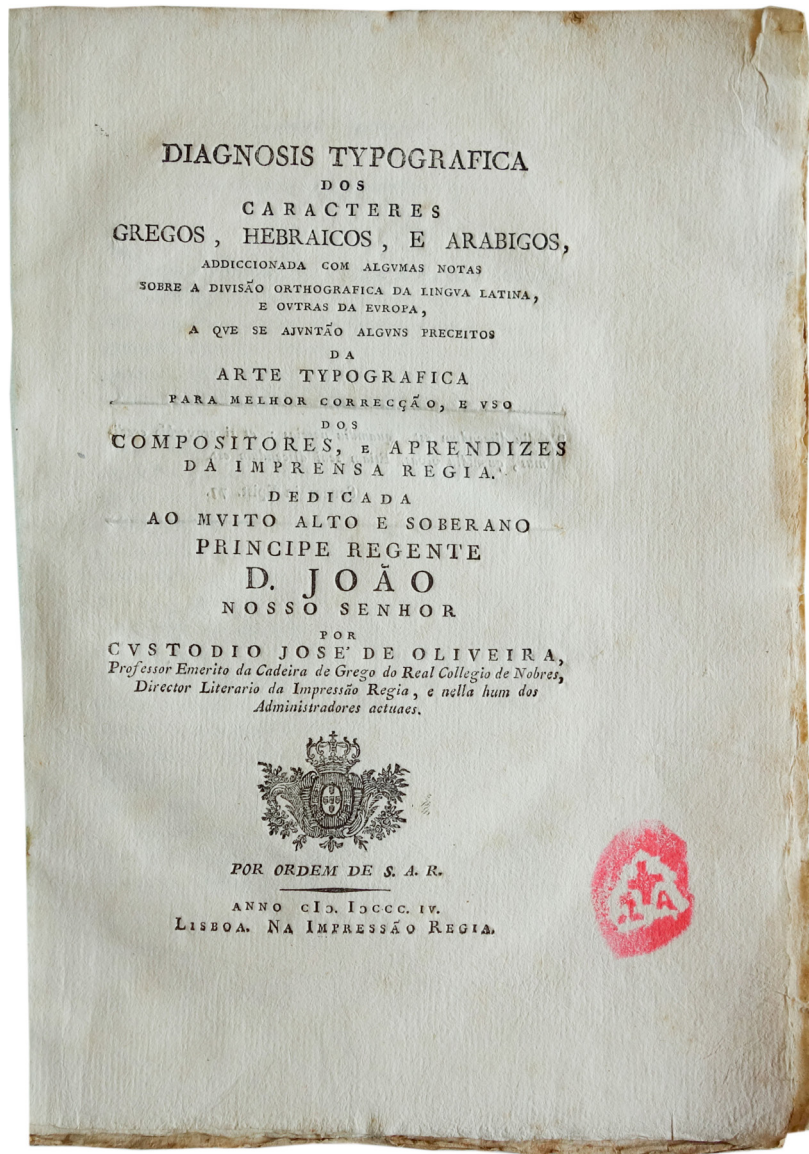 DIAGNOSIS TYPOGRAFICA
DOS
CARACTERES
GREGOS, HEBRAICOS, E ARABIGOS,
ADDICCIONADA COM ALGVMAS NOTAS
SOBRE A DIVISÃO ORTHOGRAFICA DA LINGVA LATINA,
E OVTRAS DA EVROPA,
A QVE SE AJVNTÃO ALGVNS PRECEITOS
DA
ARTE TYPOGRAFICA
PARA MELHOR CORRECÇÃO, E VSO
DOS
COMPOSITORES, E APRENDIZES
DA IMPRENSA REGIA.
DEDICADA
AO MVITO ALTO E SOBERANO
PRINCIPE REGENTE
D. JOÃO
NOSSO SENHOR
POR
CVSTODIO JOSE' DE OLIVEIRA,
Professor Emerito da Cadeira de Grego do Real Collegio de Nobres,
Director Literario da Impressão Regia, e nella hum dos
Administradores actuaes.
POR ORDEM DE S. A. R.
ANNO cIɔ. Iɔccc. IV.
LISBOA. NA IMPRESSÃO REGIA.